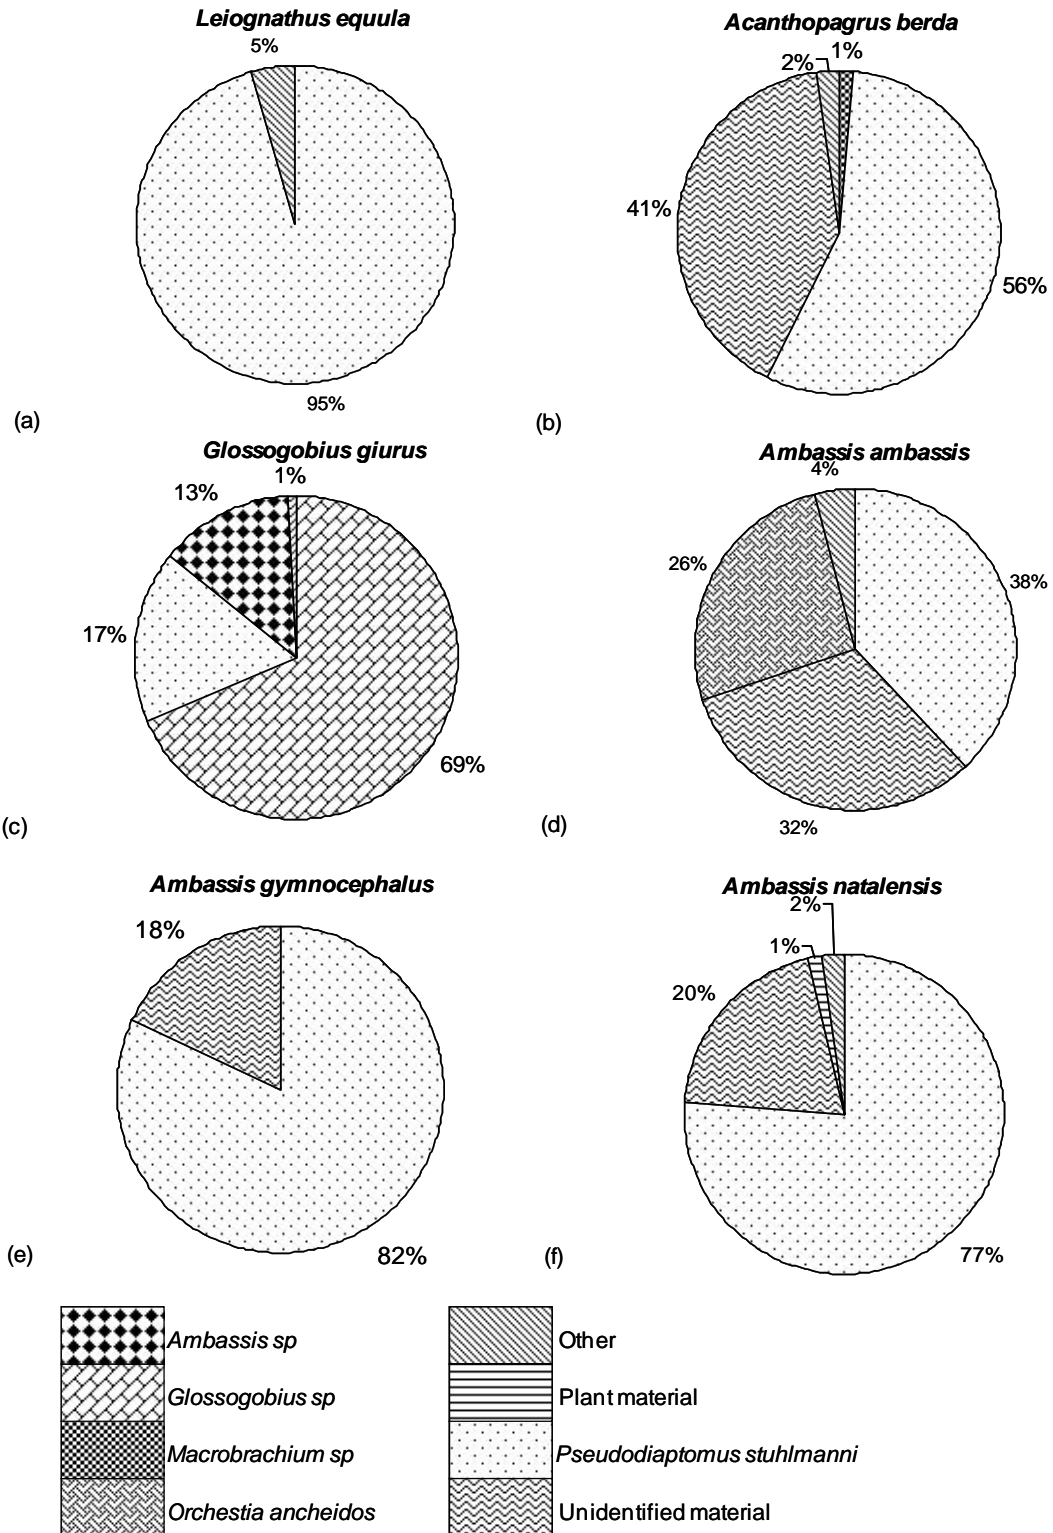 Leiognathus equula
5%
95%
(a)
Acanthopagrus berda
2%
1%
41%
56%
(b)
Glossogobius giurus
1%
13%
17%
69%
(c)
Ambassis ambassis
4%
26%
38%
32%
(d)
Ambassis gymnocephalus
18%
82%
(e)
Ambassis natalensis
2%
1%
20%
77%
(f)
Ambassis sp
Glossogobius sp
Macrobrachium sp
Orchestia ancheidos
Other
Plant material
Pseudodiaptomus stuhlmanni
Unidentified material